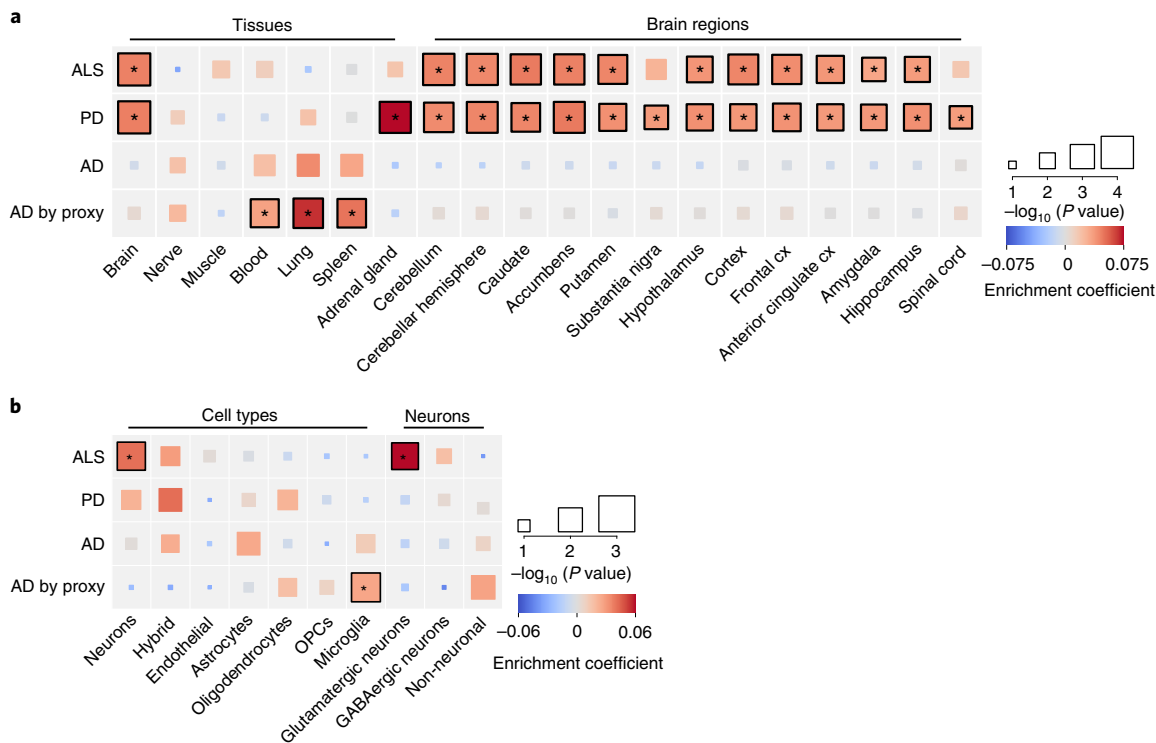 a
Tissues
Brain regions
ALS
* * * * * * * * * * * *
PD
* * * * * * * * * * * * * *
AD
AD by proxy
* * *
Brain
Nerve
Muscle
Blood
Lung
Spleen
Adrenal gland
Cerebellum
Cerebellar hemisphere
Caudate
Accumbens
Putamen
Substantia nigra
Hypothalamus
Cortex
Frontal cx
Anterior cingulate cx
Amygdala
Hippocampus
Spinal cord
1 2 3 4
–log10 (P value)
–0.075 0 0.075
Enrichment coefficient
b
Cell types
Neurons
ALS
* *
PD
AD
AD by proxy
*
Neurons
Hybrid
Endothelial
Astrocytes
Oligodendrocytes
OPCs
Microglia
Glutamatergic neurons
GABAergic neurons
Non-neuronal
1 2 3
–log10 (P value)
–0.06 0 0.06
Enrichment coefficient